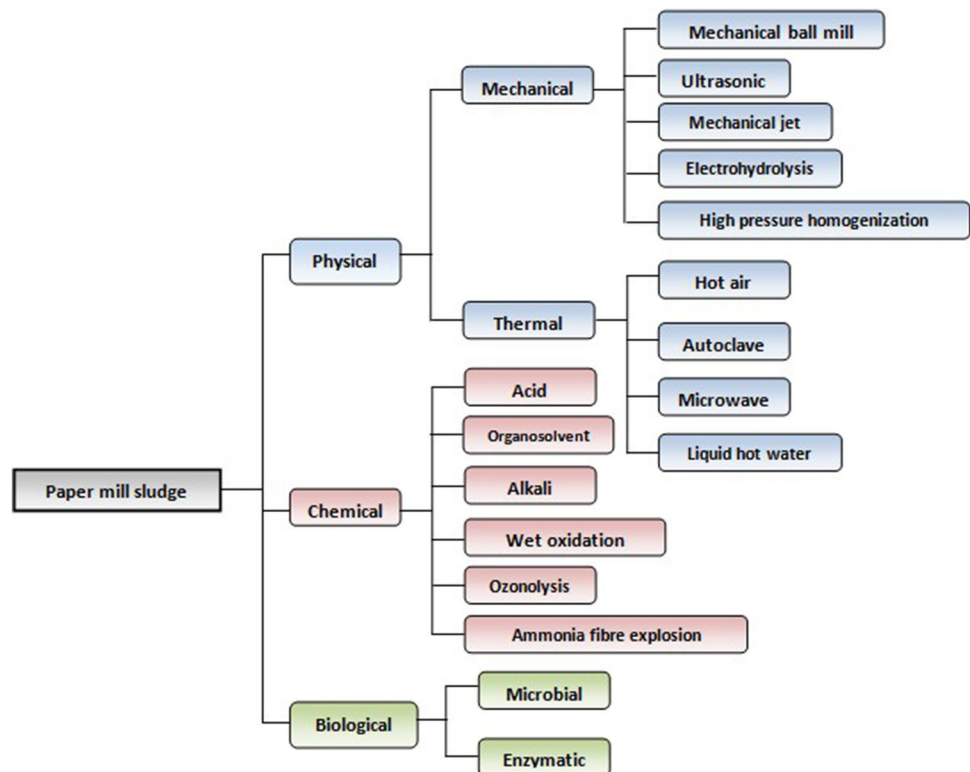 Paper mill sludge
Physical
Mechanical
Mechanical ball mill
Ultrasonic
Mechanical jet
Electrohydrolysis
High pressure homogenization
Thermal
Hot air
Autoclave
Microwave
Liquid hot water
Chemical
Acid
Organosolvent
Alkali
Wet oxidation
Ozonolysis
Ammonia fibre explosion
Biological
Microbial
Enzymatic